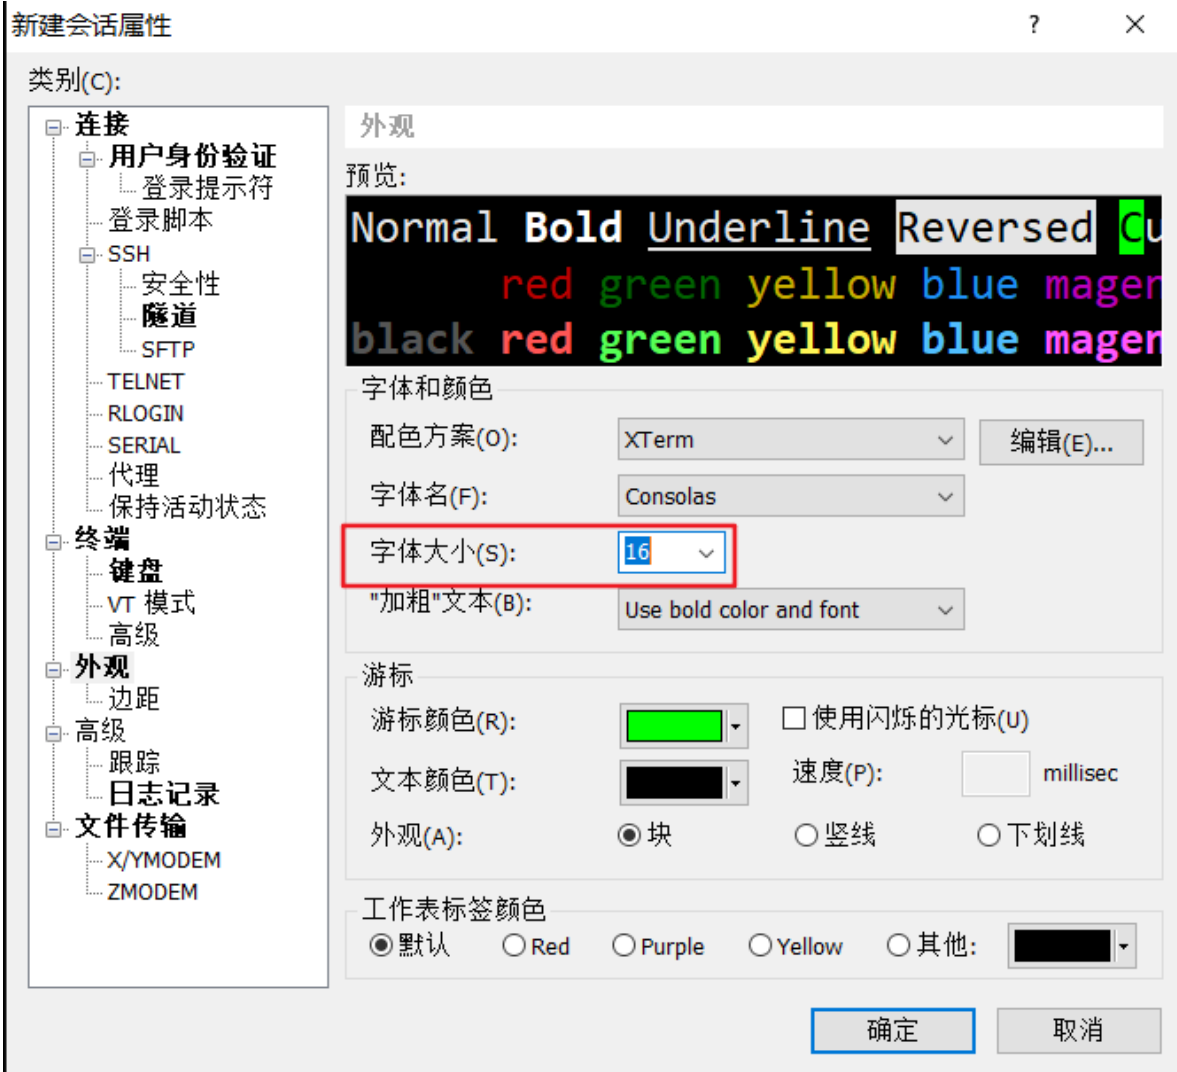 新建会话属性
?
类别(C):
连接
用户身份验证
登录提示符
登录脚本
SSH
安全性
隧道
SFTP
TELNET
RLOGIN
SERIAL
代理
保持活动状态
终端
键盘
VT 模式
高级
外观
边距
高级
跟踪
日志记录
文件传输
X/YMODEM
ZMODEM
外观
预览:
Normal Bold Underline Reversed Cu
red green yellow blue magen
black red green yellow blue magen
字体和颜色
配色方案(O): XTerm 编辑(E)...
字体名(F): Consolas
字体大小(S): 16
"加粗"文本(B): Use bold color and font
游标
游标颜色(R): 使用闪烁的光标(U)
文本颜色(T): 速度(P): millisec
外观(A): 块 竖线 下划线
工作表标签颜色
默认 Red Purple Yellow 其他:
确定 取消